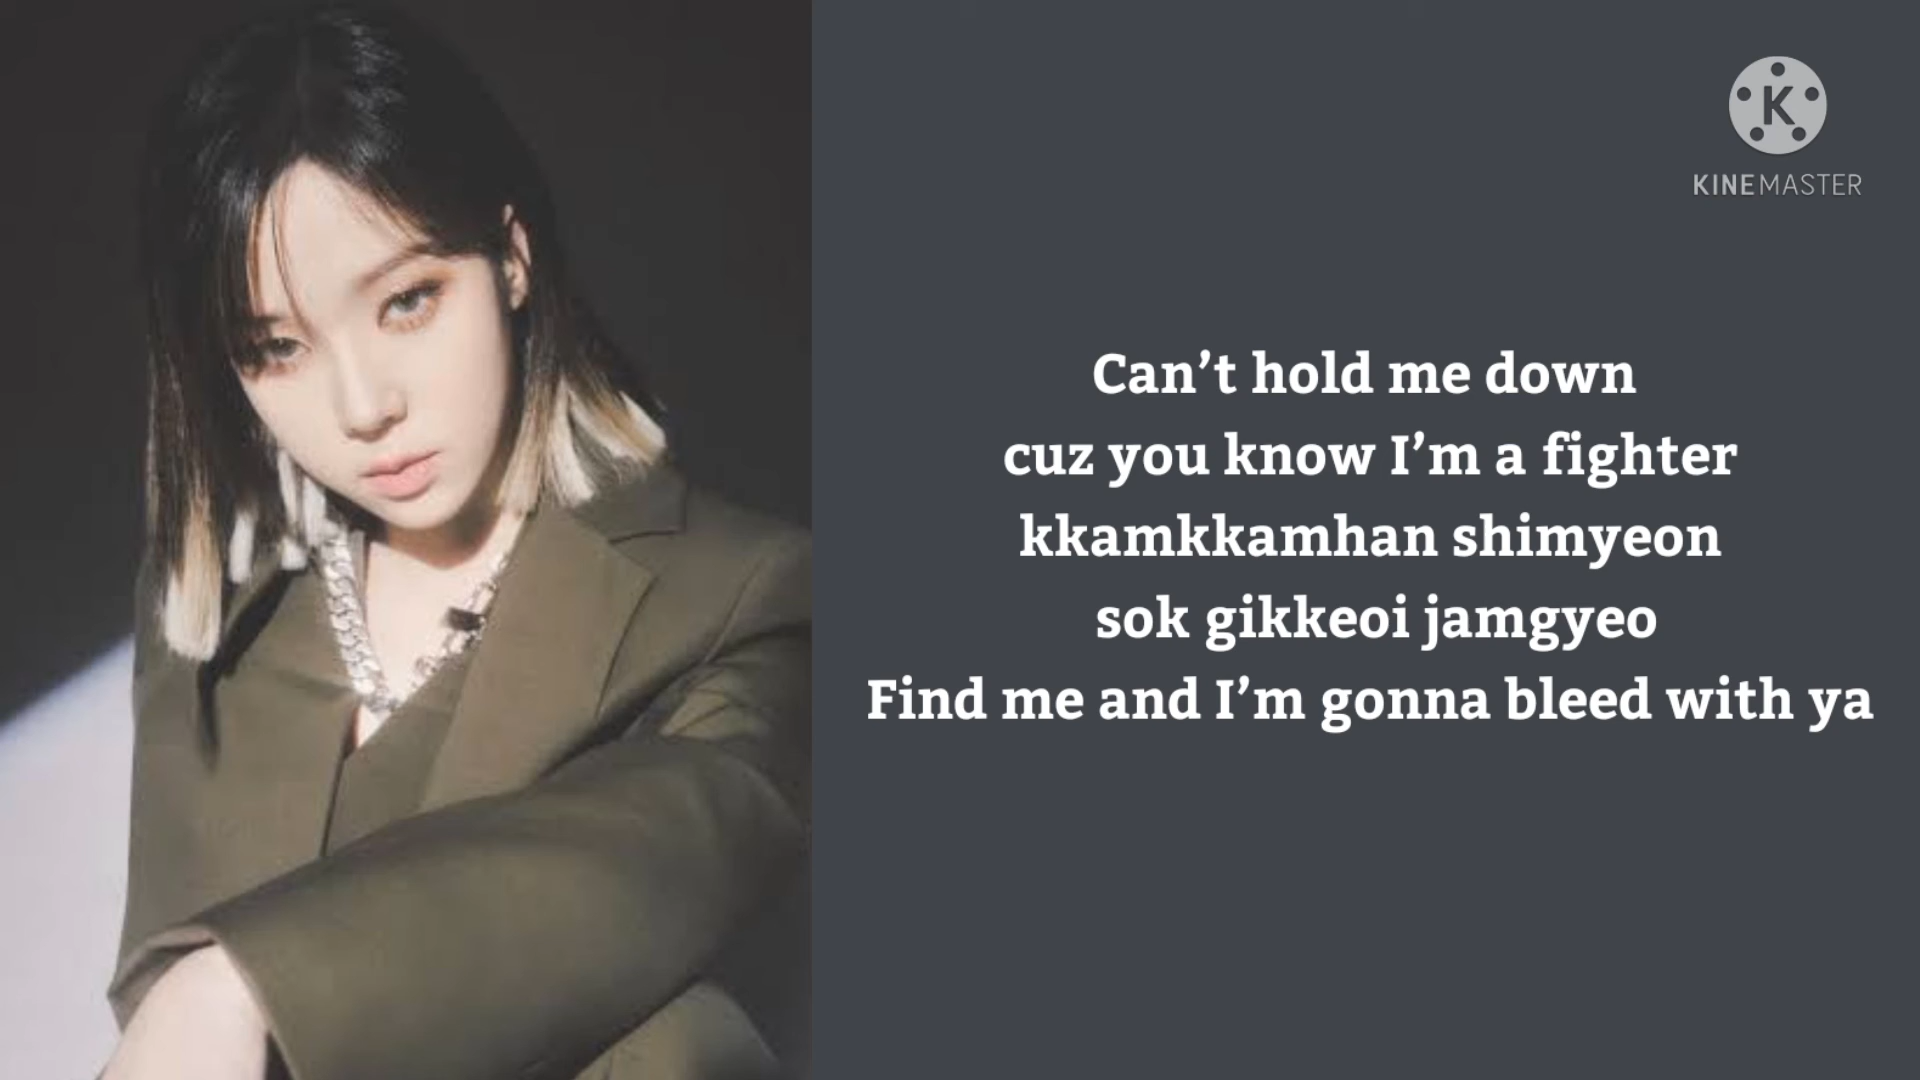 K
KINEMASTER
Can’t hold me down
cuz you know I’m a fighter
kkamkkamhan shimyeon
sok gikkeoi jamgyeo
Find me and I’m gonna bleed with ya